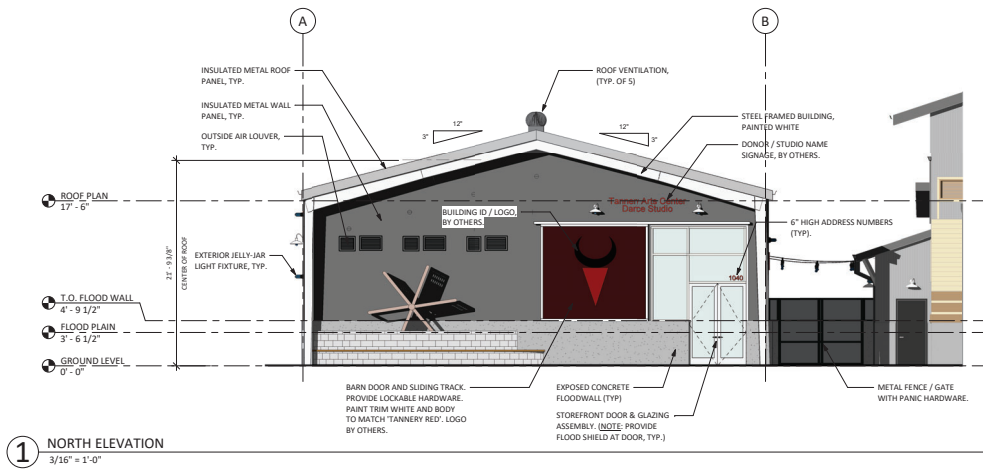 A
B
INSULATED METAL ROOF
PANEL, TYP.
ROOF VENTILATION,
(TYP. OF 5)
INSULATED METAL WALL
PANEL, TYP.
12"
3"
12"
3"
STEEL FRAMED BUILDING,
PAINTED WHITE
OUTSIDE AIR LOUVER,
TYP.
DONOR / STUDIO NAME
SIGNAGE, BY OTHERS.
ROOF PLAN
17' - 6"
Dance Studio
BUILDING ID / LOGO,
BY OTHERS.
6" HIGH ADDRESS NUMBERS
(TYP).
EXTERIOR JELLY-JAR
LIGHT FIXTURE, TYP.
21' - 9 3/8"
CENTER OF ROOF
1040
T.O. FLOOD WALL
4' - 9 1/2"
FLOOD PLAIN
3' - 6 1/2"
GROUND LEVEL
0' - 0"
BARN DOOR AND SLIDING TRACK.
PROVIDE LOCKABLE HARDWARE.
PAINT TRIM WHITE AND BODY
TO MATCH 'TANNERY RED'. LOGO
BY OTHERS.
EXPOSED CONCRETE
FLOODWALL (TYP)
STOREFRONT DOOR & GLAZING
ASSEMBLY. (NOTE: PROVIDE
FLOOD SHIELD AT DOOR, TYP.)
METAL FENCE / GATE
WITH PANIC HARDWARE.
1
NORTH ELEVATION
3/16" = 1'-0"